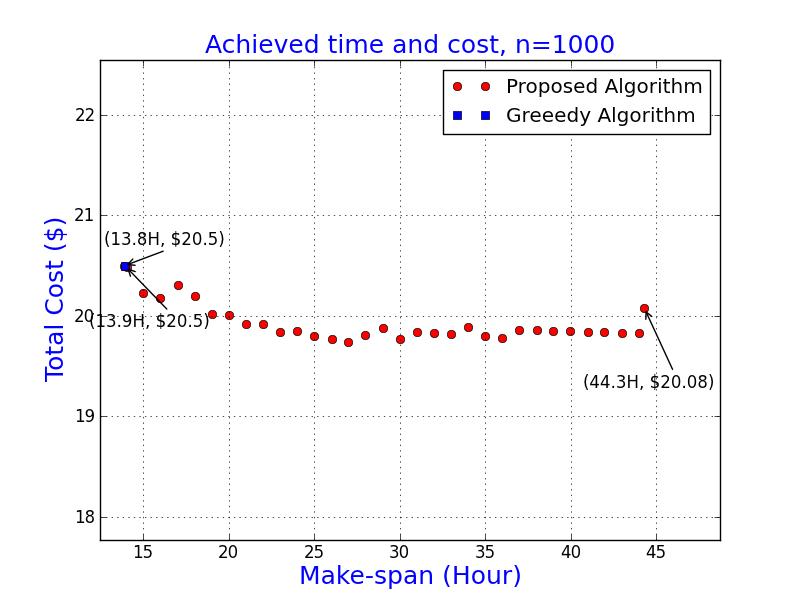 Achieved time and cost, n=1000
Proposed Algorithm
Greeedy Algorithm
22
21
20
19
18
Total Cost ($)
(13.8H, $20.5)
(13.9H, $20.5)
(44.3H, $20.08)
15 20 25 30 35 40 45
Make-span (Hour)